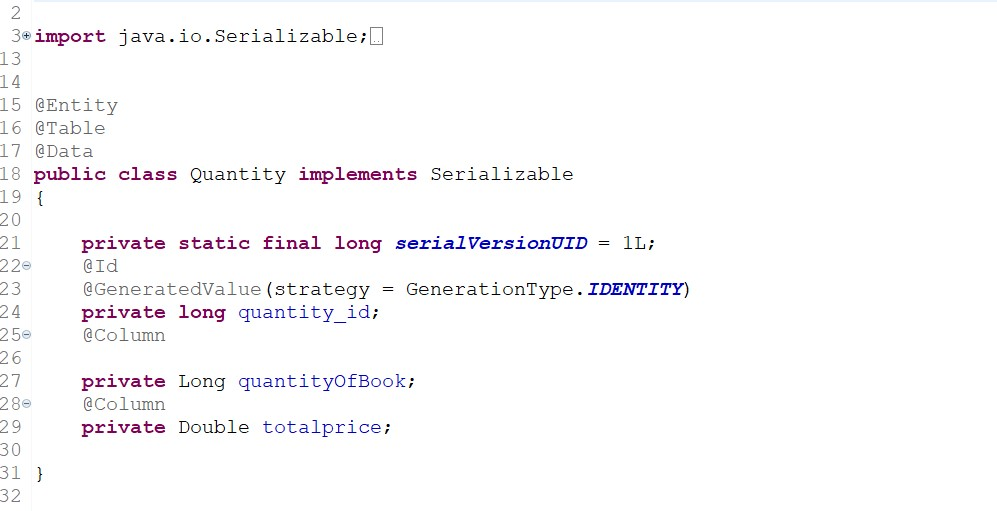 2
3 import java.io.Serializable;
13
14
15 @Entity
16 @Table
17 @Data
18 public class Quantity implements Serializable
19 {
20
21     private static final long serialVersionUID = 1L;
22     @Id
23     @GeneratedValue(strategy = GenerationType.IDENTITY)
24     private long quantity_id;
25     @Column
26
27     private Long quantityOfBook;
28     @Column
29     private Double totalprice;
30
31 }
32